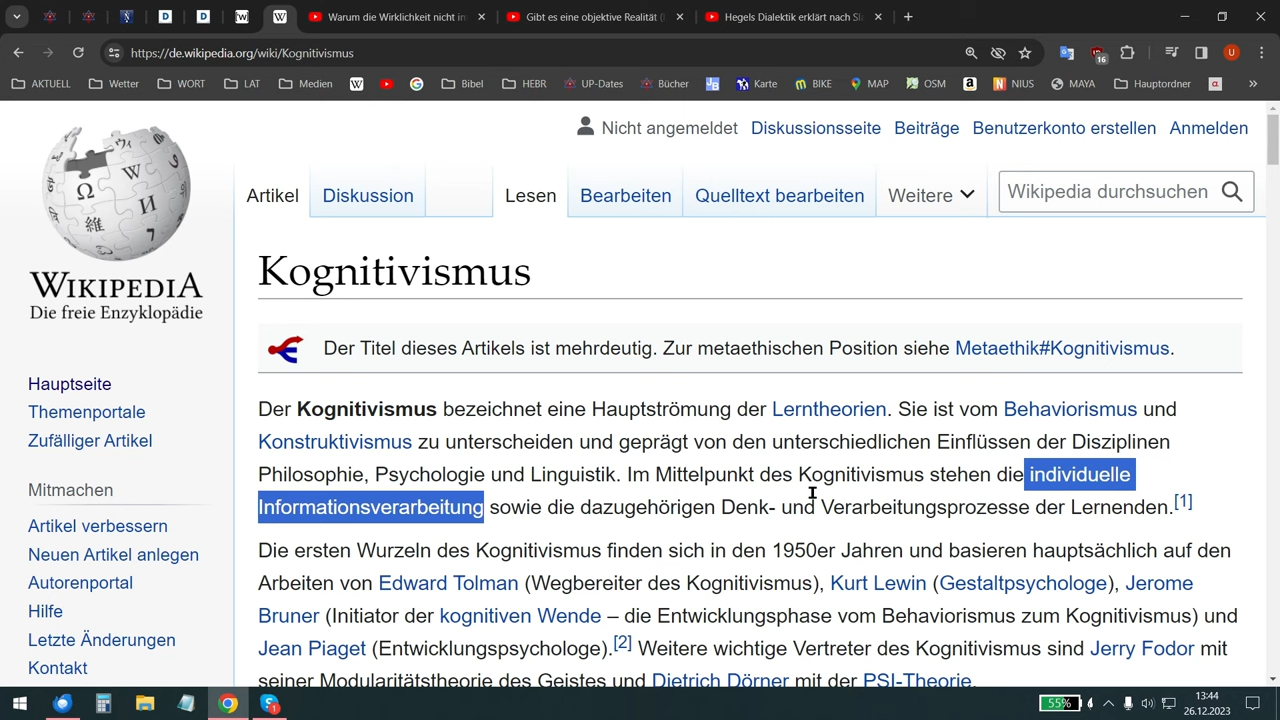 Warum die Wirklichkeit nicht in
Gibt es eine objektive Realität (
Hegels Dialektik erklärt nach Sl
https://de.wikipedia.org/wiki/Kognitivismus
16
U
AKTUELL
Wetter
WORT
LAT
Medien
Bibel
HEBR
UP-Dates
Bücher
Karte
BIKE
MAP
OSM
NIUS
MAYA
Hauptordner
Nicht angemeldet
Diskussionsseite
Beiträge
Benutzerkonto erstellen
Anmelden
Artikel
Diskussion
Lesen
Bearbeiten
Quelltext bearbeiten
Weitere
Wikipedia durchsuchen
WIKIPEDIA
Die freie Enzyklopädie
Hauptseite
Themenportale
Zufälliger Artikel
Mitmachen
Artikel verbessern
Neuen Artikel anlegen
Autorenportal
Hilfe
Letzte Änderungen
Kontakt
Kognitivismus
Der Titel dieses Artikels ist mehrdeutig. Zur metaethischen Position siehe Metaethik#Kognitivismus.
Der Kognitivismus bezeichnet eine Hauptströmung der Lerntheorien. Sie ist vom Behaviorismus und
Konstruktivismus zu unterscheiden und geprägt von den unterschiedlichen Einflüssen der Disziplinen
Philosophie, Psychologie und Linguistik. Im Mittelpunkt des Kognitivismus stehen die individuelle
Informationsverarbeitung sowie die dazugehörigen Denk- und Verarbeitungsprozesse der Lernenden.[1]
Die ersten Wurzeln des Kognitivismus finden sich in den 1950er Jahren und basieren hauptsächlich auf den
Arbeiten von Edward Tolman (Wegbereiter des Kognitivismus), Kurt Lewin (Gestaltpsychologe), Jerome
Bruner (Initiator der kognitiven Wende – die Entwicklungsphase vom Behaviorismus zum Kognitivismus) und
Jean Piaget (Entwicklungspsychologe).[2] Weitere wichtige Vertreter des Kognitivismus sind Jerry Fodor mit
seiner Modularitätstheorie des Geistes und Dietrich Dörner mit der PSI-Theorie.
55%
13:44
26.12.2023